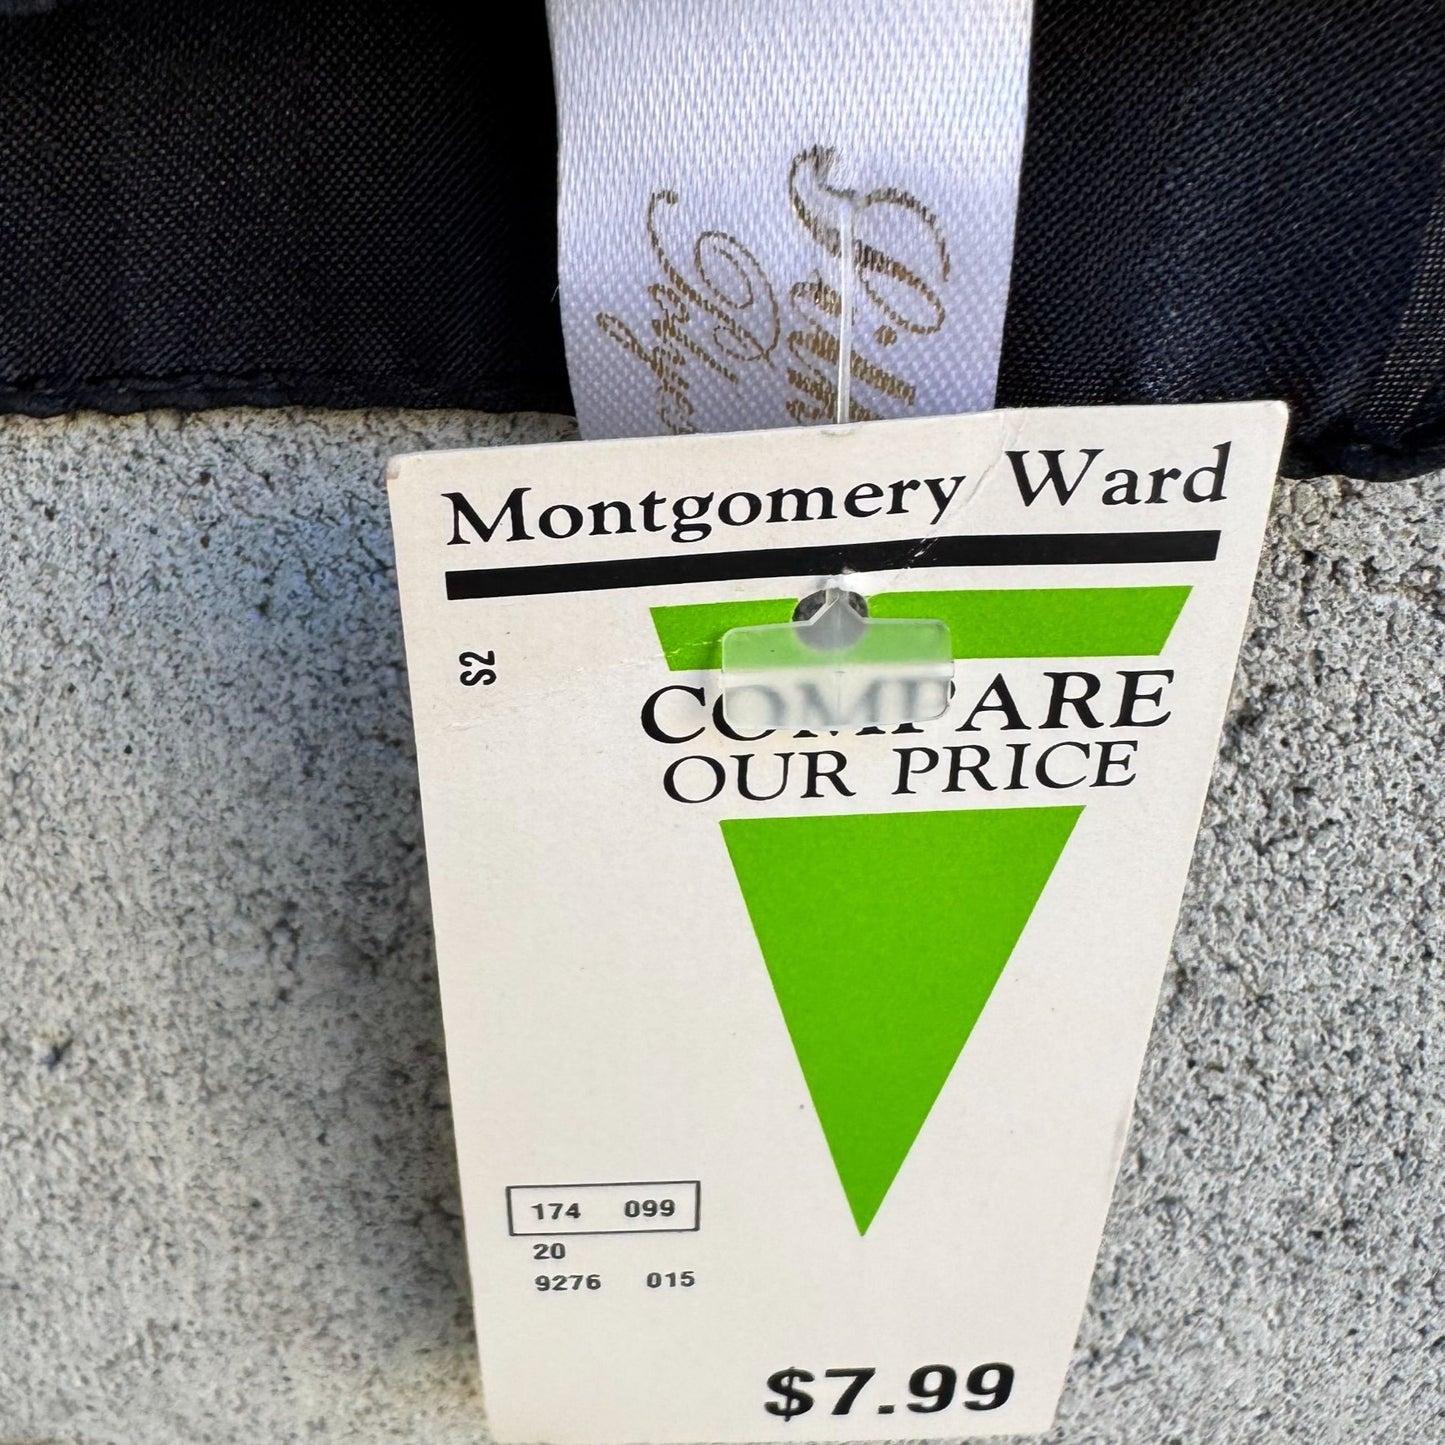 Montgomery Ward
S2
COMPARE
OUR PRICE
174 099
20
9276 015
$7.99